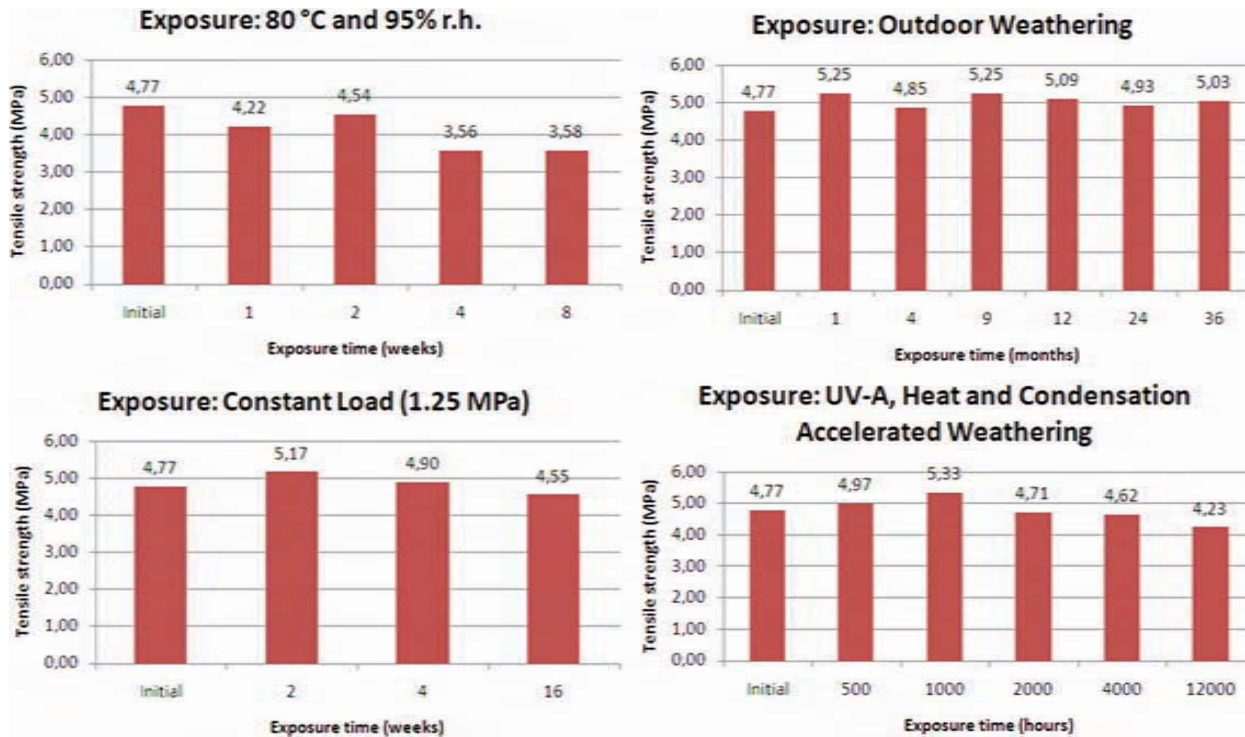 Exposure: 80 °C and 95% r.h.
Tensile strength (MPa)
6,00
5,00
4,00
3,00
2,00
1,00
0,00
4,77
4,22
4,54
3,56
3,58
Initial 1 2 4 8
Exposure time (weeks)
Exposure: Outdoor Weathering
Tensile strength (MPa)
6,00
5,00
4,00
3,00
2,00
1,00
0,00
4,77
5,25
4,85
5,25
5,09
4,93
5,03
Initial 1 4 9 12 24 36
Exposure time (months)
Exposure: Constant Load (1.25 MPa)
Tensile strength (MPa)
6,00
5,00
4,00
3,00
2,00
1,00
0,00
4,77
5,17
4,90
4,55
Initial 2 4 16
Exposure time (weeks)
Exposure: UV-A, Heat and Condensation
Accelerated Weathering
Tensile strength (MPa)
6,00
5,00
4,00
3,00
2,00
1,00
0,00
4,77
4,97
5,33
4,71
4,62
4,23
Initial 500 1000 2000 4000 12000
Exposure time (hours)